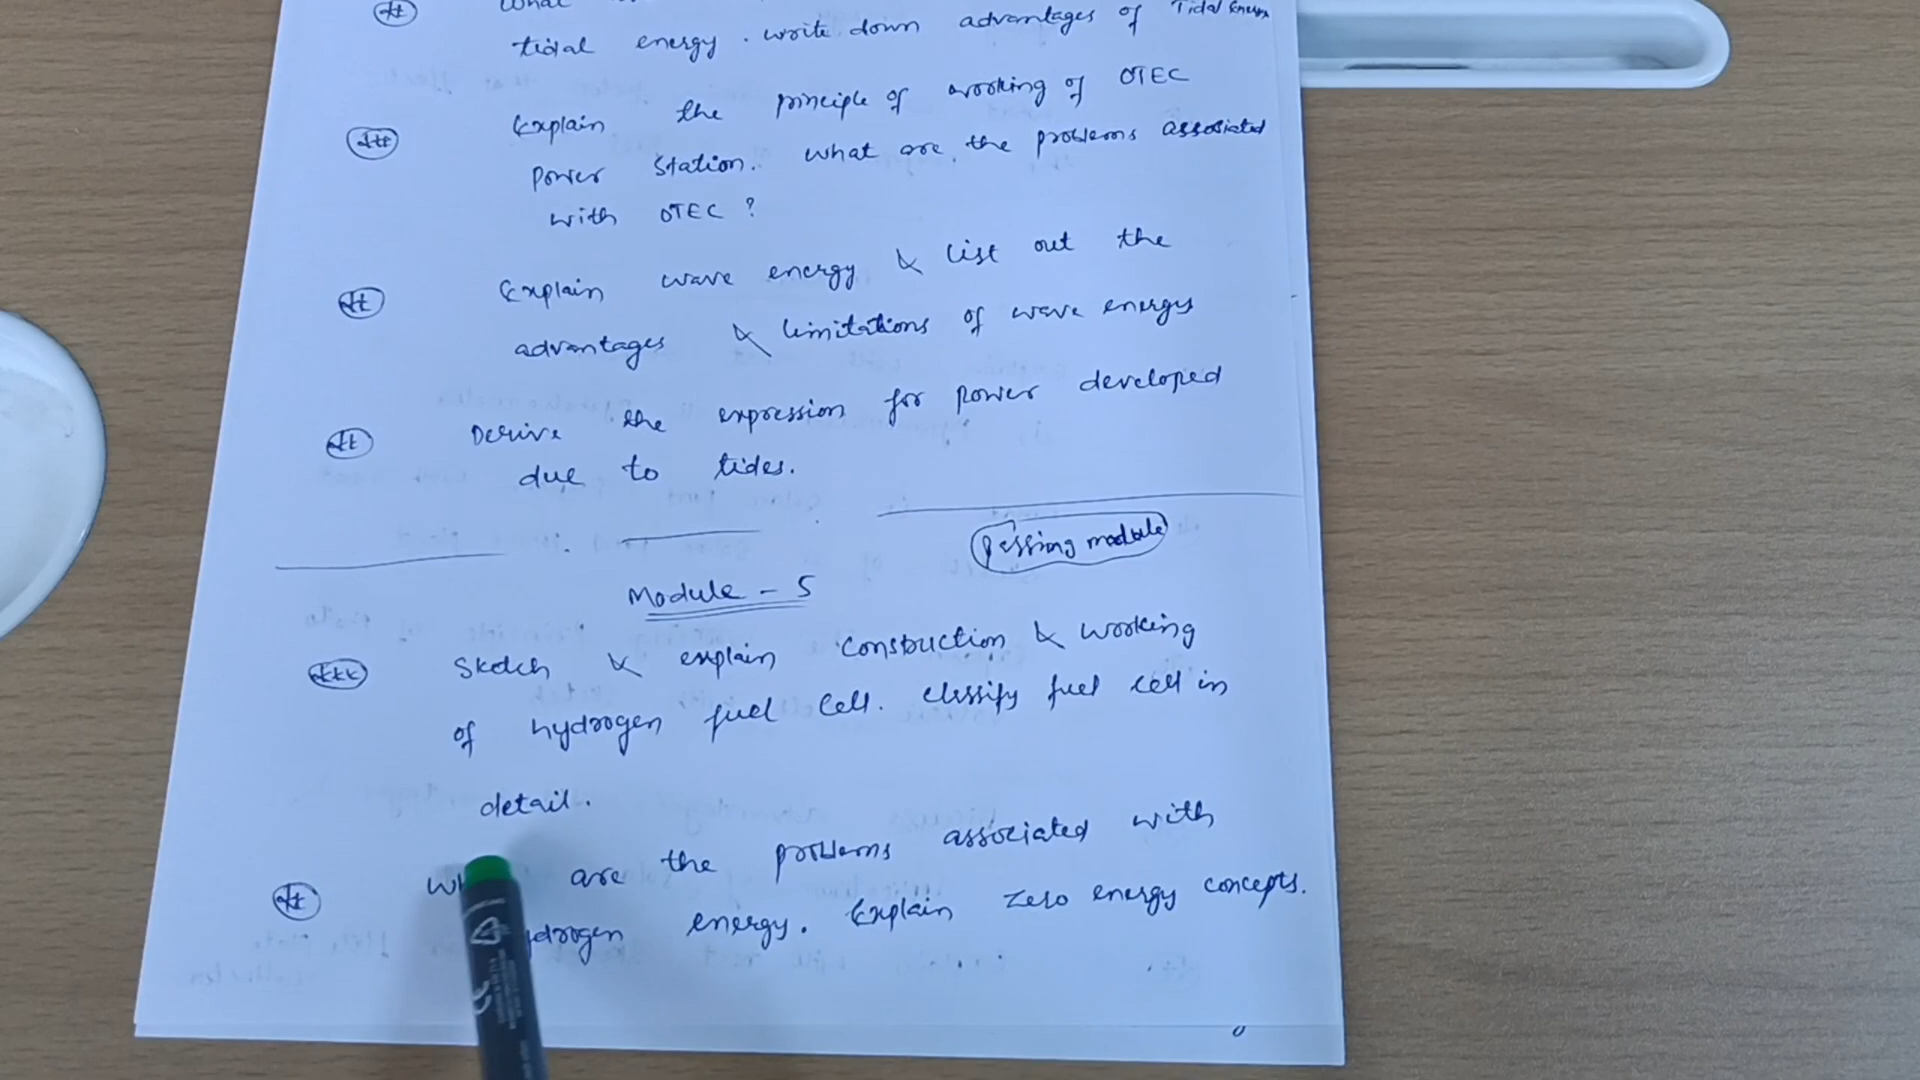 What
tidal energy. write down advantages of Tidal Energy
Explain the principle of working of OTEC
Power Station. What are the problems associated
with OTEC ?
Explain wave energy & list out the
advantages & limitations of wave energy
Derive the expression for power developed
due to tides.
Passing module
Module - 5
Sketch & explain construction & working
of hydrogen fuel cell. classify fuel cell in
detail.
are the problems associated with
energy. Explain Zero energy concepts.